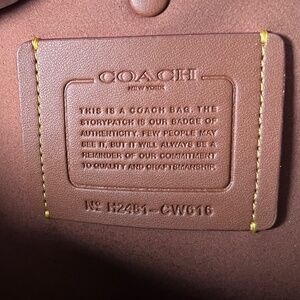 COACH
NEW YORK
THIS IS A COACH BAG. THE
STORYPATCH IS OUR BADGE OF
AUTHENTICITY. FEW PEOPLE MAY
SEE IT, BUT IT WILL ALWAYS BE A
REMINDER OF OUR COMMITMENT
TO QUALITY AND CRAFTSMANSHIP.
Nº H2481-CW616